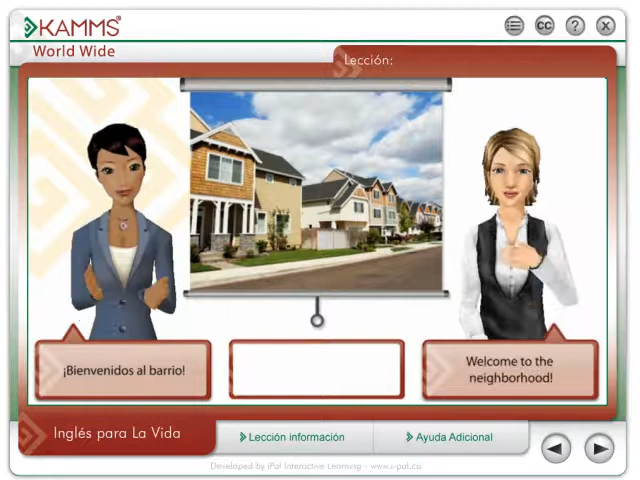 KAMMS®
World Wide
CC
?
X
Lección:
¡Bienvenidos al barrio!
Welcome to the
neighborhood!
Inglés para La Vida
Lección información
Ayuda Adicional
Developed by iPal Interactive Learning - www.i-pal.ca